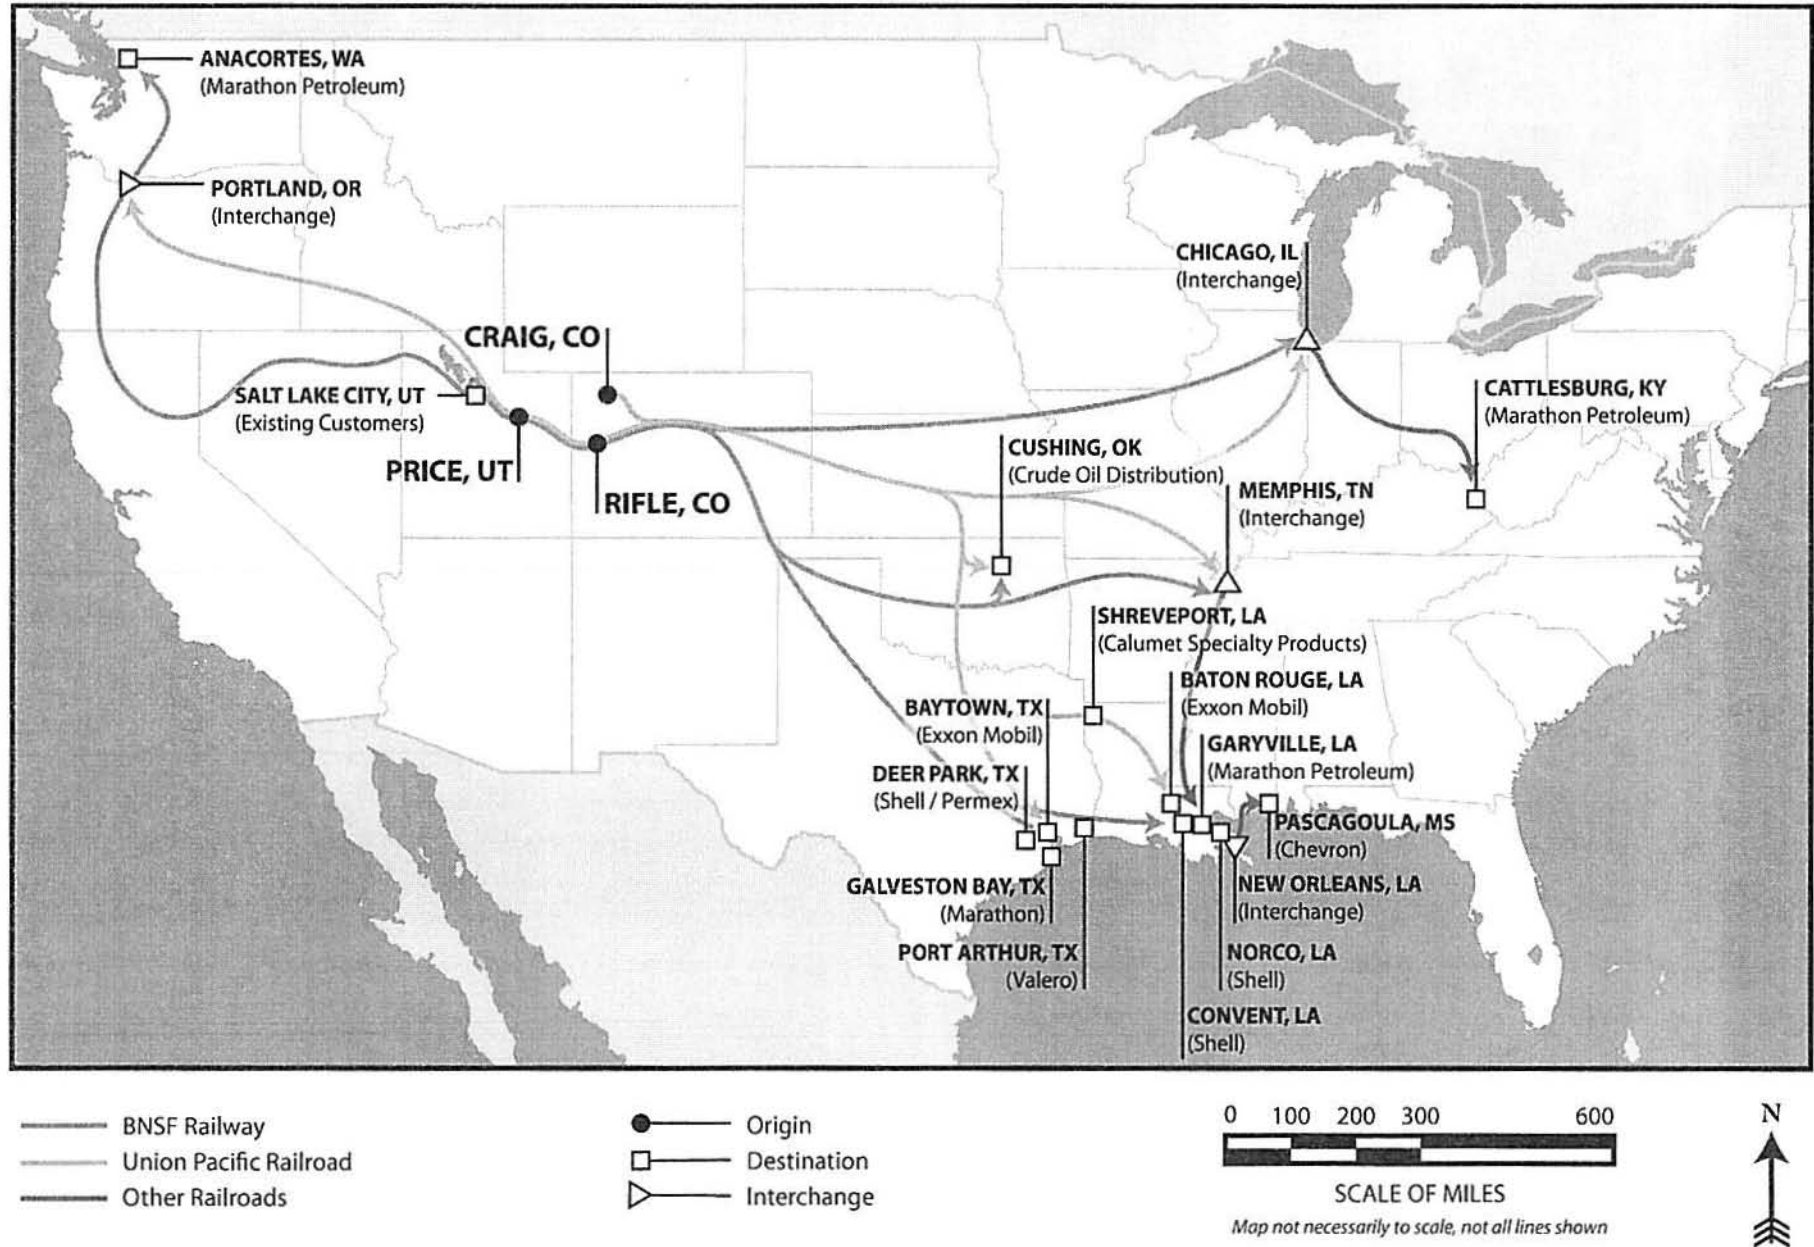 ANACORTES, WA
(Marathon Petroleum)
PORTLAND, OR
(Interchange)
CHICAGO, IL
(Interchange)
CRAIG, CO
SALT LAKE CITY, UT
(Existing Customers)
CATTLESBURG, KY
(Marathon Petroleum)
PRICE, UT
RIFLE, CO
CUSHING, OK
(Crude Oil Distribution)
MEMPHIS, TN
(Interchange)
SHREVEPORT, LA
(Calumet Specialty Products)
BATON ROUGE, LA
(Exxon Mobil)
BAYTOWN, TX
(Exxon Mobil)
GARYVILLE, LA
(Marathon Petroleum)
DEER PARK, TX
(Shell / Permex)
PASCAGOULA, MS
(Chevron)
GALVESTON BAY, TX
(Marathon)
NEW ORLEANS, LA
(Interchange)
PORT ARTHUR, TX
(Valero)
NORCO, LA
(Shell)
CONVENT, LA
(Shell)
BNSF Railway
Union Pacific Railroad
Other Railroads
Origin
Destination
Interchange
0 100 200 300 600
SCALE OF MILES
Map not necessarily to scale, not all lines shown
N